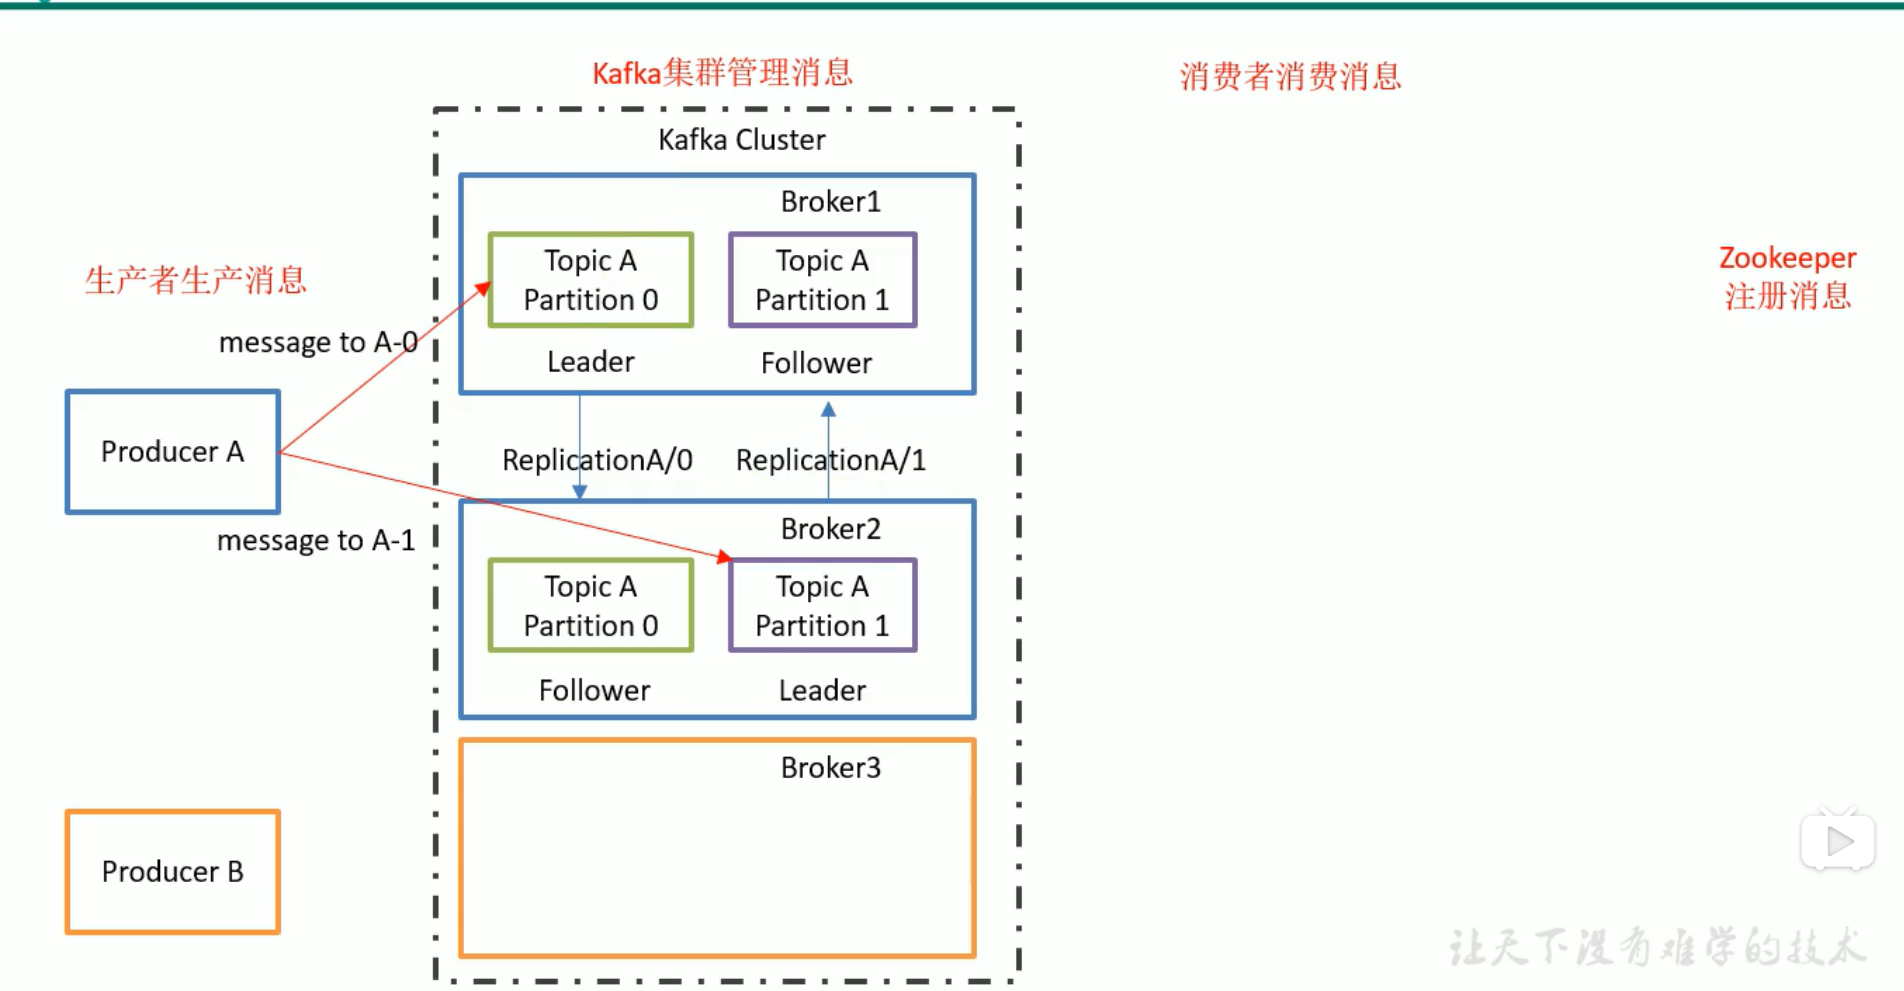 Kafka集群管理消息
消费者消费消息
Kafka Cluster
Broker1
Topic A
Partition 0
Topic A
Partition 1
Leader
Follower
生产者生产消息
message to A-0
Zookeeper
注册消息
Producer A
ReplicationA/0
ReplicationA/1
message to A-1
Broker2
Topic A
Partition 0
Topic A
Partition 1
Follower
Leader
Broker3
Producer B
让天下没有难学的技术